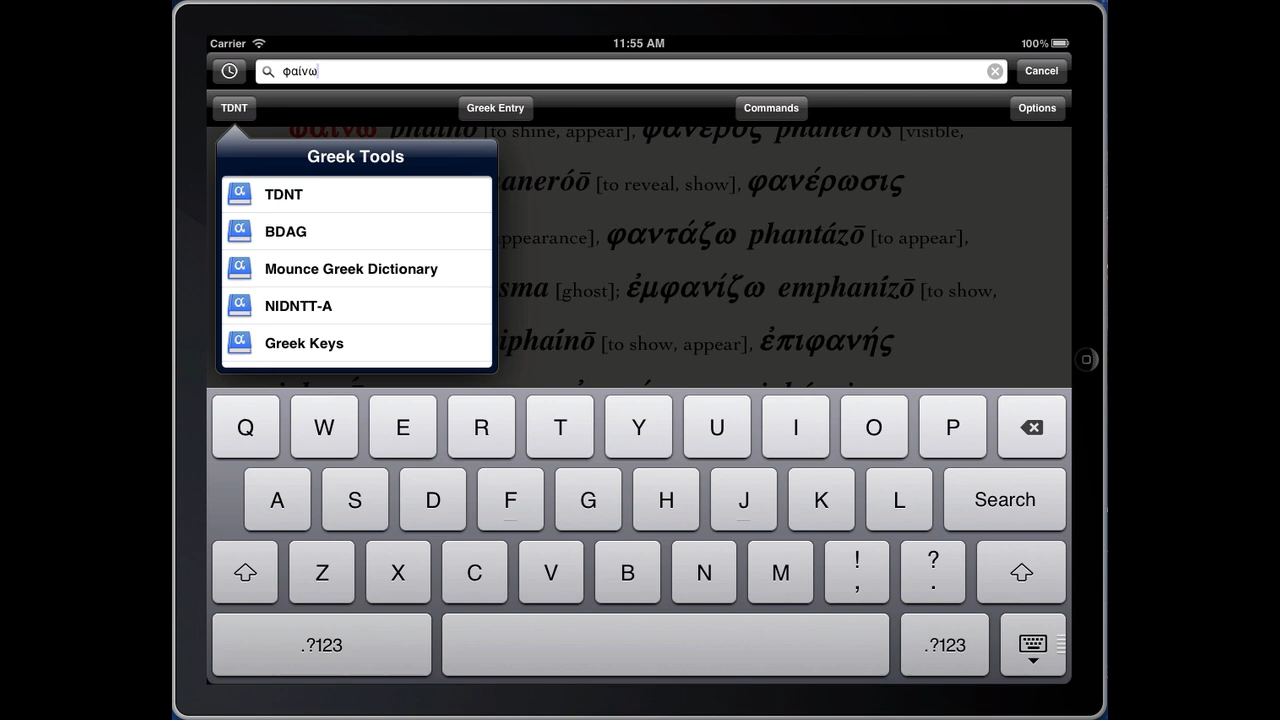 Carrier 11:55 AM 100%
φαίνω Cancel
TDNT Greek Entry Commands Options
φαίνω phaínō [to shine, appear], φανερός phanerós [visible,
Greek Tools
TDNT
BDAG
Mounce Greek Dictionary
NIDNTT-A
Greek Keys
aneróō [to reveal, show], φανέρωσις
ppearance], φαντάζω phantázō [to appear],
sma [ghost]; ἐμφανίζω emphanízō [to show,
iphaínō [to show, appear], ἐπιφανής
Q W E R T Y U I O P
A S D F G H J K L Search
Z X C V B N M ! , ? .
.?123 .?123